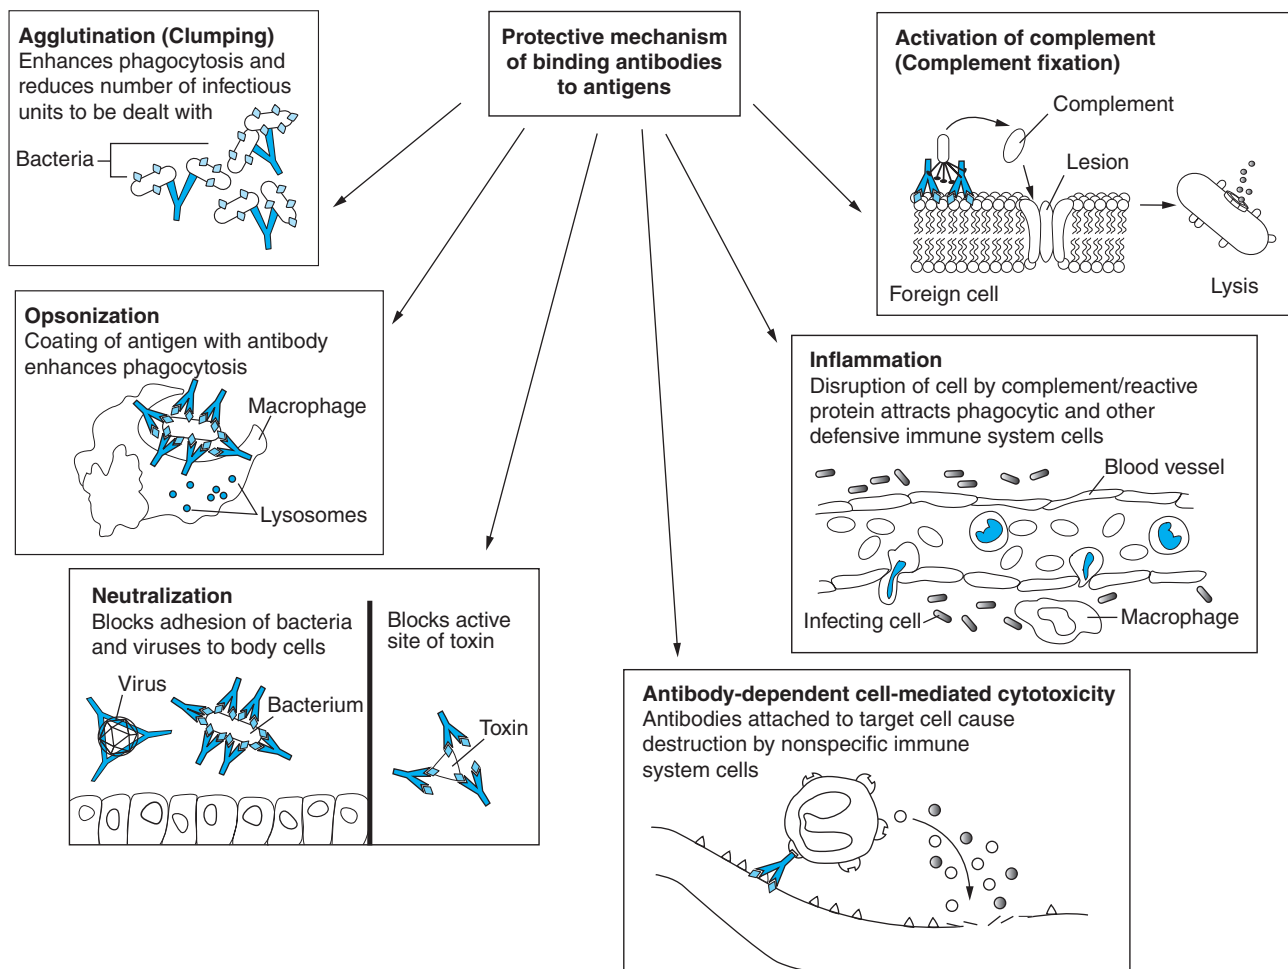 Protective mechanism
of binding antibodies
to antigens
Agglutination (Clumping)
Enhances phagocytosis and
reduces number of infectious
units to be dealt with
Bacteria
Opsonization
Coating of antigen with antibody
enhances phagocytosis
Macrophage
Lysosomes
Neutralization
Blocks adhesion of bacteria
and viruses to body cells
Virus
Bacterium
Blocks active
site of toxin
Toxin
Activation of complement
(Complement fixation)
Complement
Lesion
Foreign cell
Lysis
Inflammation
Disruption of cell by complement/reactive
protein attracts phagocytic and other
defensive immune system cells
Blood vessel
Infecting cell
Macrophage
Antibody-dependent cell-mediated cytotoxicity
Antibodies attached to target cell cause
destruction by nonspecific immune
system cells